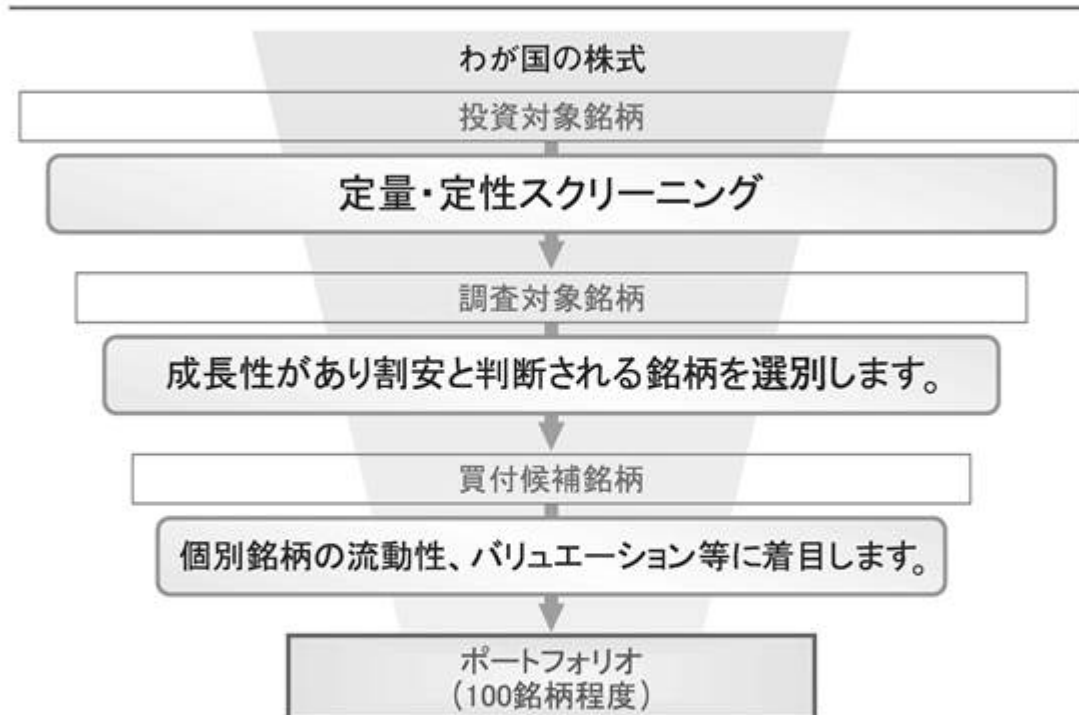 わが国の株式
投資対象銘柄
定量・定性スクリーニング
調査対象銘柄
成長性があり割安と判断される銘柄を選別します。
買付候補銘柄
個別銘柄の流動性、バリュエーション等に着目します。
ポートフォリオ
(100銘柄程度)